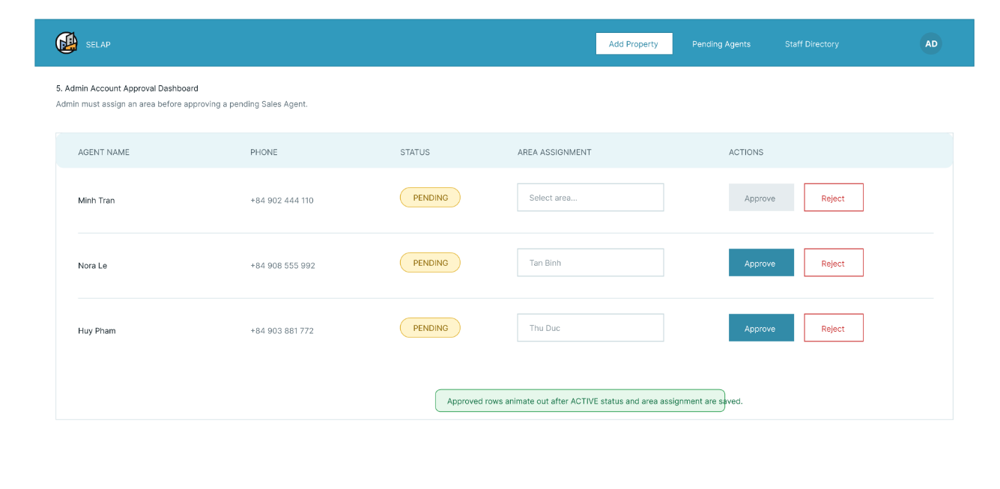 SELAP
Add Property
Pending Agents
Staff Directory
AD
5. Admin Account Approval Dashboard
Admin must assign an area before approving a pending Sales Agent.
AGENT NAME PHONE STATUS AREA ASSIGNMENT ACTIONS
Minh Tran +84 902 444 110 PENDING Select area... Approve Reject
Nora Le +84 908 555 992 PENDING Tan Binh Approve Reject
Huy Pham +84 903 881 772 PENDING Thu Duc Approve Reject
Approved rows animate out after ACTIVE status and area assignment are saved.